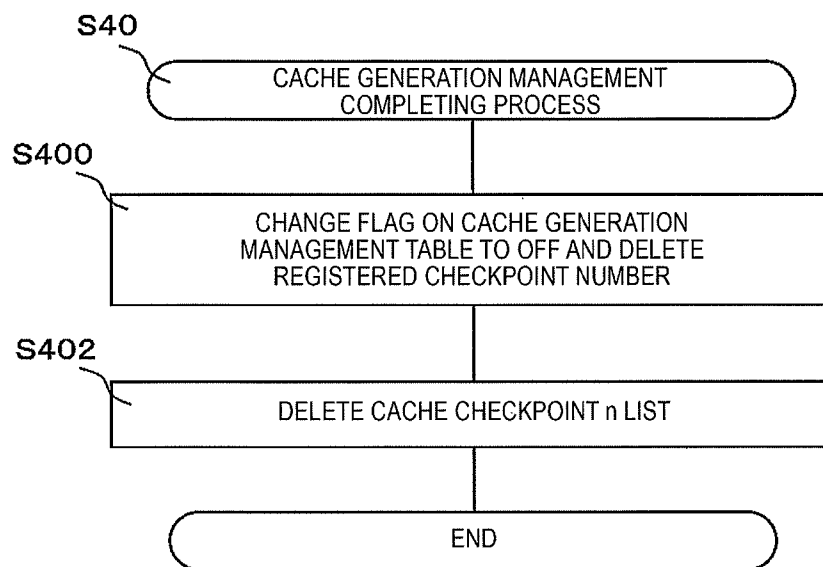 S40
CACHE GENERATION MANAGEMENT
COMPLETING PROCESS
S400
CHANGE FLAG ON CACHE GENERATION
MANAGEMENT TABLE TO OFF AND DELETE
REGISTERED CHECKPOINT NUMBER
S402
DELETE CACHE CHECKPOINT n LIST
END